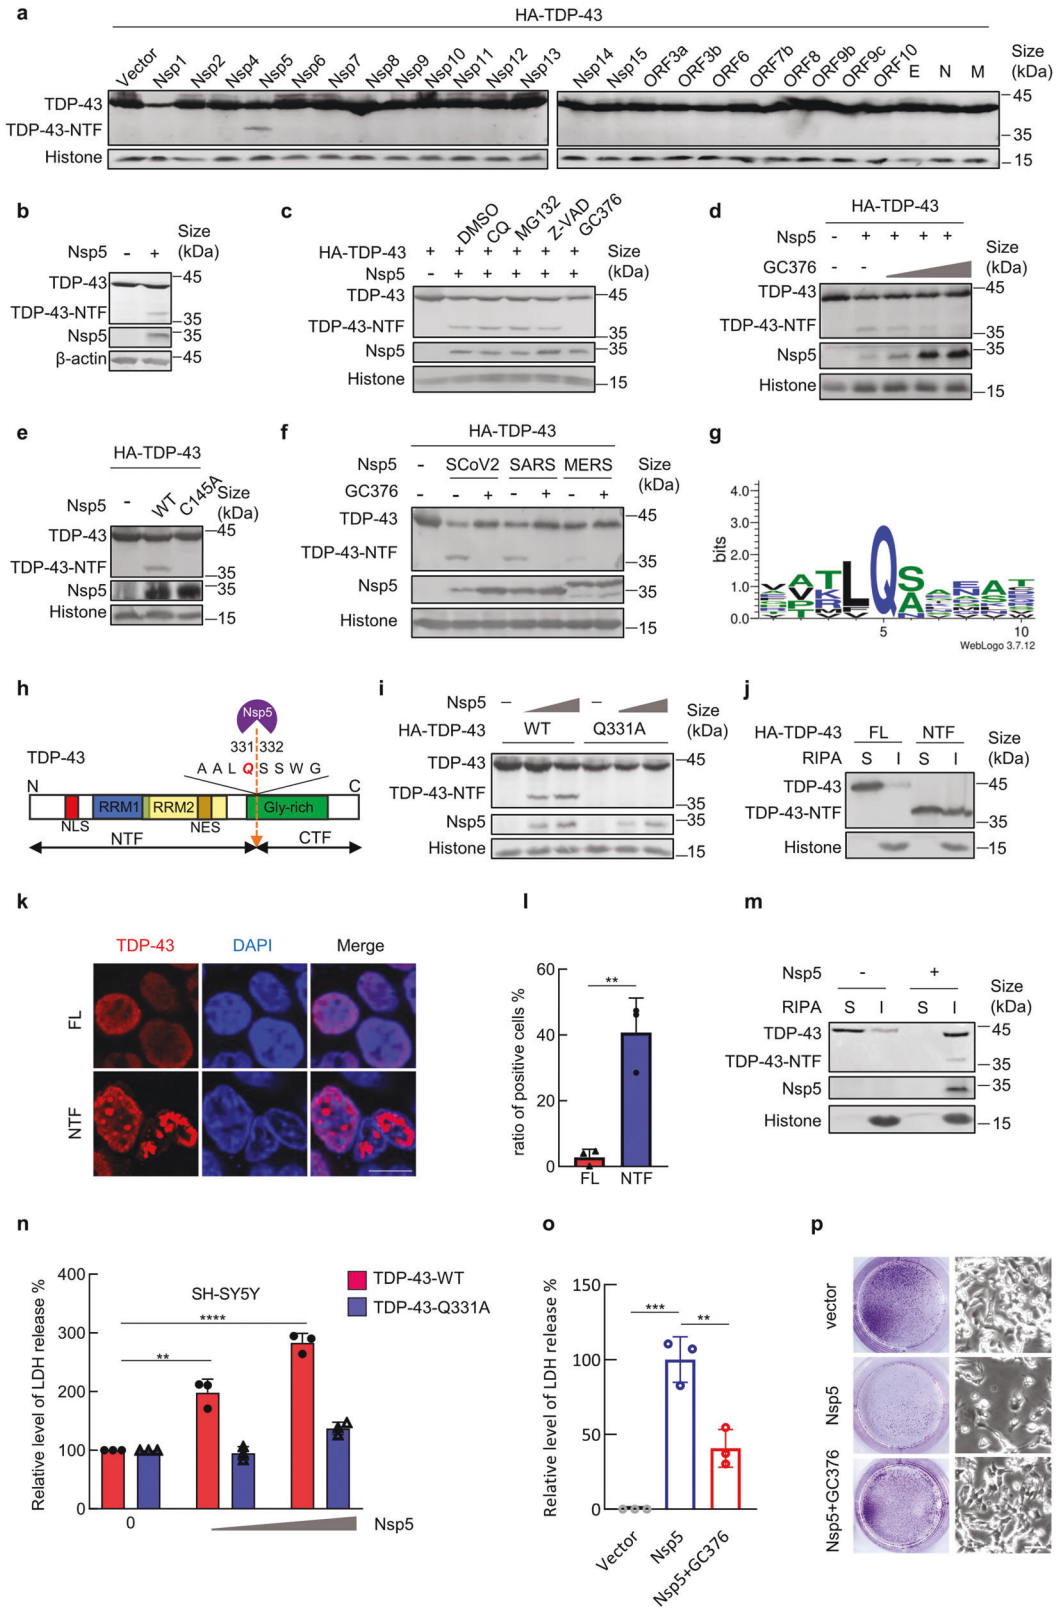 a
HA-TDP-43
Vector Nsp1 Nsp2 Nsp4 Nsp5 Nsp6 Nsp7 Nsp8 Nsp9 Nsp10 Nsp11 Nsp12 Nsp13 Nsp14 Nsp15 ORF3a ORF3b ORF6 ORF7b ORF8 ORF9b ORF9c ORF10 E N M
Size
(kDa)
TDP-43
45
TDP-43-NTF
35
Histone
15
b
Nsp5 - +
Size
(kDa)
TDP-43
45
TDP-43-NTF
35
Nsp5
35
β-actin
45
c
DMSO CQ MG132 Z-VAD GC376
HA-TDP-43 + + + + + +
Nsp5 - + + + + +
Size
(kDa)
TDP-43
45
TDP-43-NTF
35
Nsp5
35
Histone
15
d
HA-TDP-43
Nsp5 - + + + +
GC376 - -
Size
(kDa)
TDP-43
45
TDP-43-NTF
35
Nsp5
35
Histone
15
e
HA-TDP-43
Nsp5 - WT C145A
Size
(kDa)
TDP-43
45
TDP-43-NTF
35
Nsp5
35
Histone
15
f
HA-TDP-43
Nsp5 - SCoV2 SARS MERS
GC376 - - + - + - +
Size
(kDa)
TDP-43
45
TDP-43-NTF
35
Nsp5
35
Histone
15
g
bits
4.0
3.0
2.0
1.0
0.0
5
10
WebLogo 3.7.12
h
Nsp5
331 332
TDP-43
A A L Q S S W G
N
C
RRM1
RRM2
Gly-rich
NLS
NES
NTF
CTF
i
Nsp5 –
–
HA-TDP-43 WT Q331A
Size
(kDa)
TDP-43
45
TDP-43-NTF
35
Nsp5
35
Histone
15
j
HA-TDP-43 FL NTF
RIPA S I S I
Size
(kDa)
TDP-43
45
TDP-43-NTF
35
Histone
15
k
TDP-43 DAPI Merge
FL
NTF
l
ratio of positive cells %
60
40
20
0
**
FL NTF
m
Nsp5 - +
RIPA S I S I
Size
(kDa)
TDP-43
45
TDP-43-NTF
35
Nsp5
35
Histone
15
n
Relative level of LDH release %
400
300
200
100
0
SH-SY5Y
TDP-43-WT
TDP-43-Q331A
****
**
0
Nsp5
o
Relative level of LDH release %
150
100
50
0
***
**
Vector Nsp5 Nsp5+GC376
p
vector
Nsp5
Nsp5+GC376